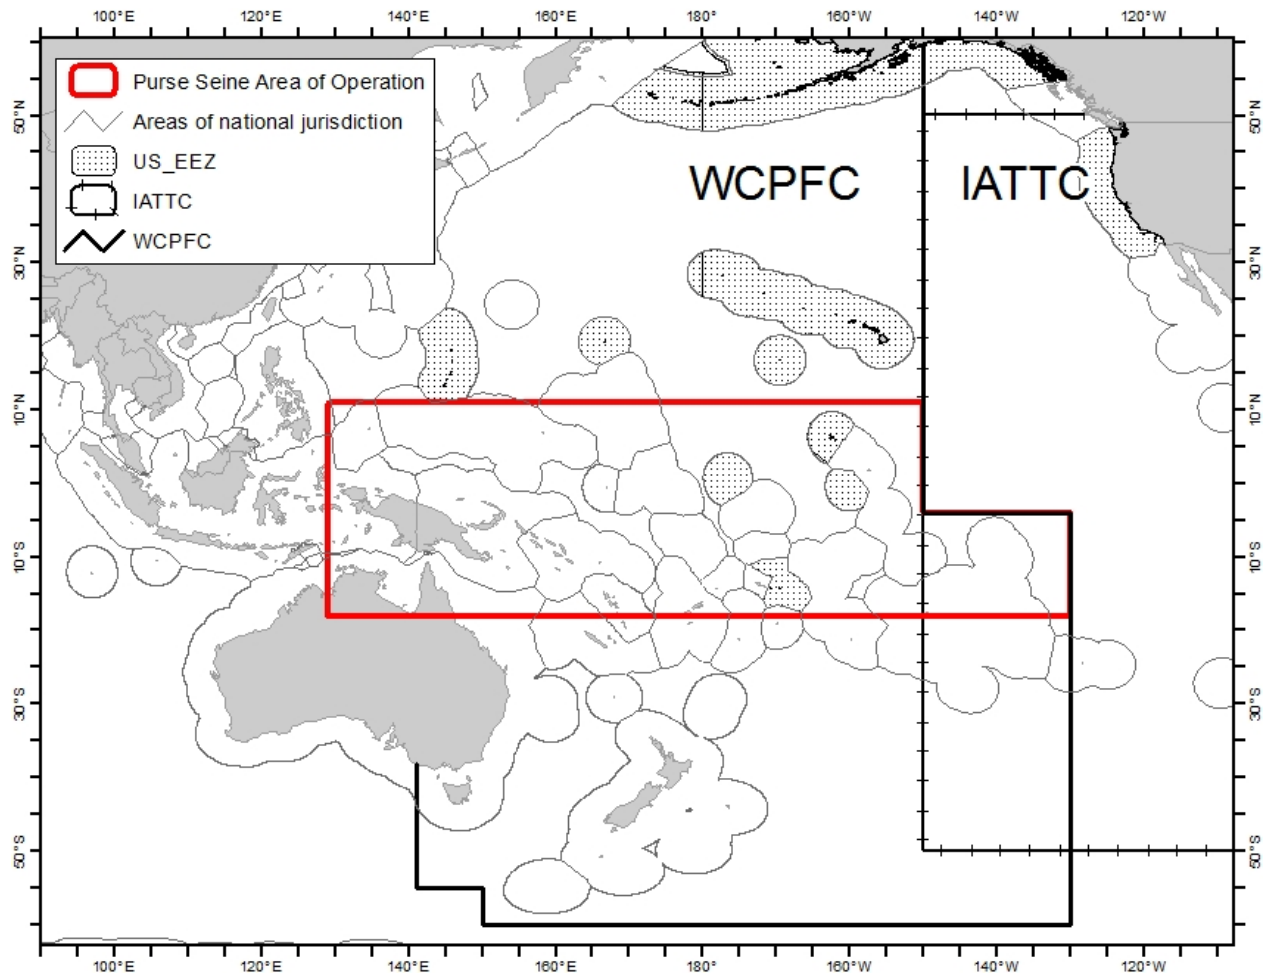 100°E 120°E 140°E 160°E 180° 160°W 140°W 120°W
Purse Seine Area of Operation
Areas of national jurisdiction
US_EEZ
IATTC
WCPFC
WCPFC IATTC
50°N 50°N
30°N 30°N
10°N 10°N
10°S 10°S
30°S 30°S
50°S 50°S
100°E 120°E 140°E 160°E 180° 160°W 140°W 120°W